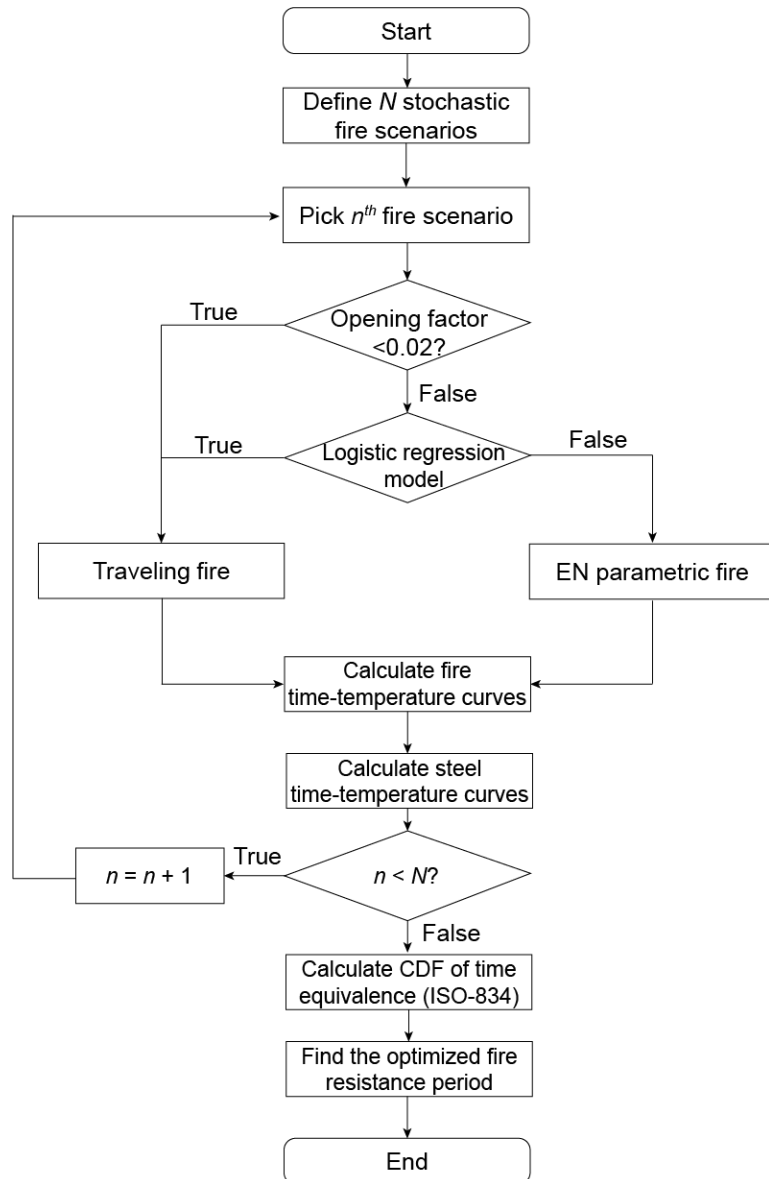 Start
Define N stochastic
fire scenarios
Pick nth fire scenario
True
Opening factor
<0.02?
False
True
Logistic regression
model
False
Traveling fire
EN parametric fire
Calculate fire
time-temperature curves
Calculate steel
time-temperature curves
n = n + 1
True
n < N?
False
Calculate CDF of time
equivalence (ISO-834)
Find the optimized fire
resistance period
End